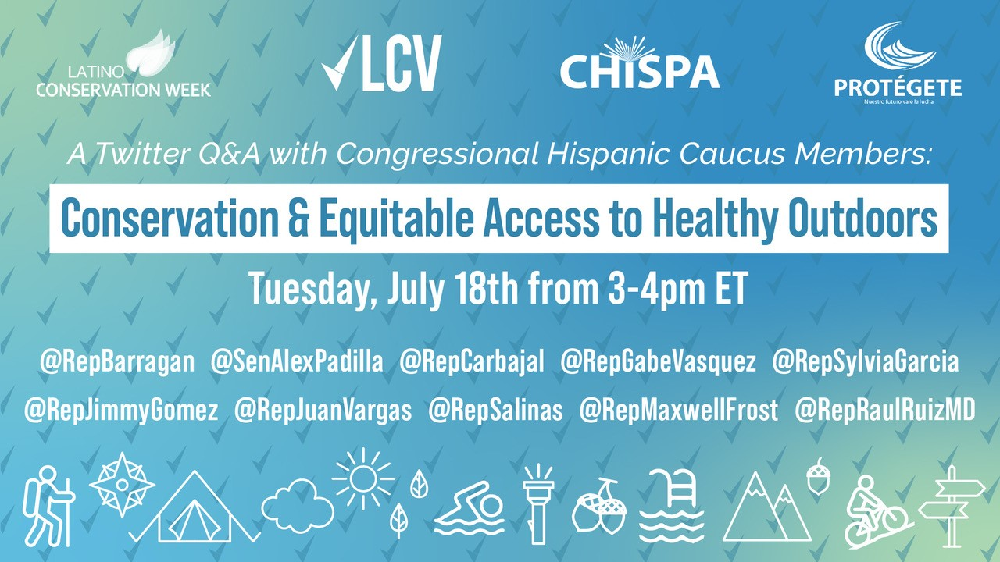 LATINO
CONSERVATION WEEK
LCV
CHISPA
PROTÉGETE
Nuestro futuro vale la lucha
A Twitter Q&A with Congressional Hispanic Caucus Members:
Conservation & Equitable Access to Healthy Outdoors
Tuesday, July 18th from 3-4pm ET
@RepBarragan @SenAlexPadilla @RepCarbajal @RepGabeVasquez @RepSylviaGarcia
@RepJimmyGomez @RepJuanVargas @RepSalinas @RepMaxwellFrost @RepRaulRuizMD